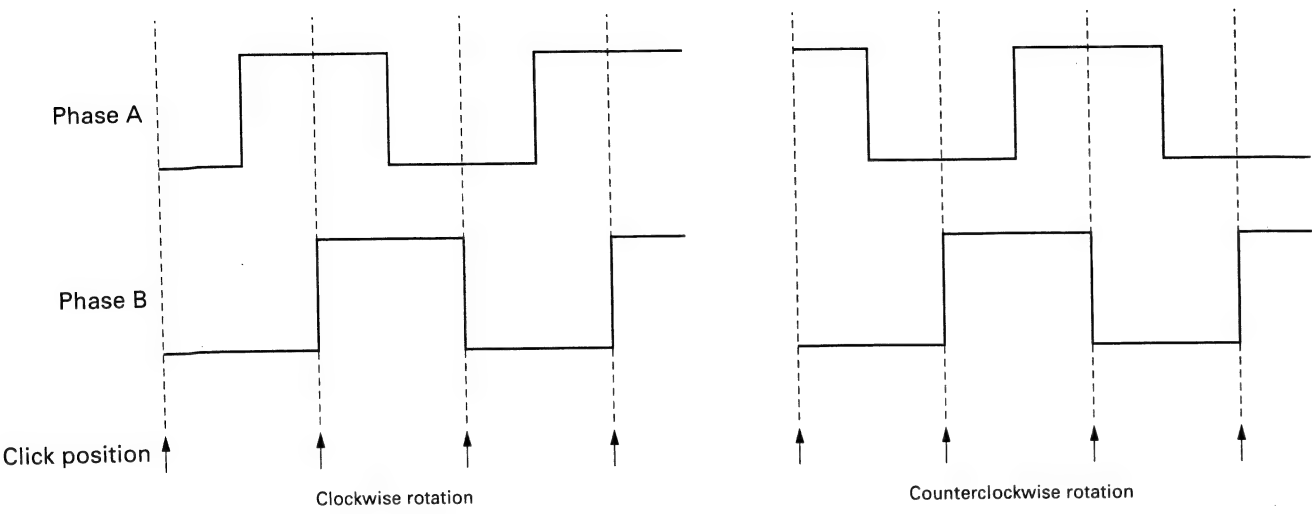 Phase A
Phase B
Click position
Clockwise rotation
Counterclockwise rotation